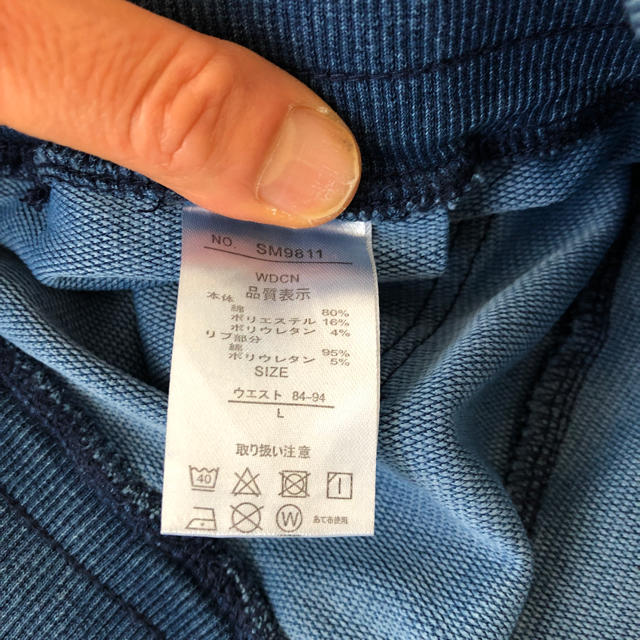 NO. SM9811
WDCN
品質表示
本体
綿 80%
ポリエステル 16%
ポリウレタン 4%
リブ部分
綿 95%
ポリウレタン 5%
SIZE
ウエスト 84-94
L
取り扱い注意
40
W あて布使用